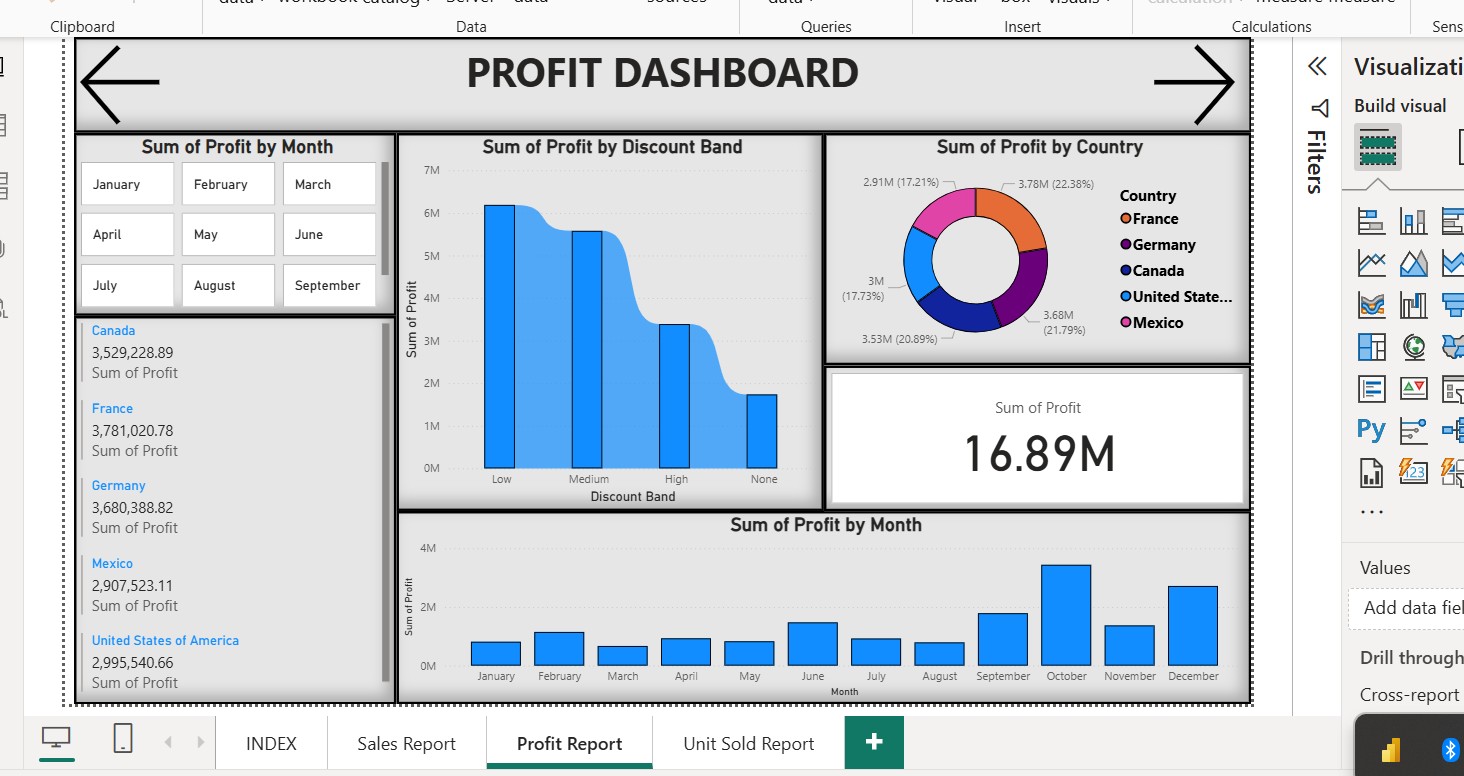 Clipboard
Data
Queries
Insert
Calculations
data
workbook catalog
server
data
sources
data
visual
box
visuals
Calculation
measure measure
PROFIT DASHBOARD
Sum of Profit by Month
January
February
March
April
May
June
July
August
September
Canada
3,529,228.89
Sum of Profit
France
3,781,020.78
Sum of Profit
Germany
3,680,388.82
Sum of Profit
Mexico
2,907,523.11
Sum of Profit
United States of America
2,995,540.66
Sum of Profit
Sum of Profit by Discount Band
7M
6M
5M
4M
3M
2M
1M
0M
Sum of Profit
Low
Medium
High
None
Discount Band
Sum of Profit by Country
2.91M (17.21%)
3.78M (22.38%)
3M
(17.73%)
3.68M
(21.79%)
3.53M (20.89%)
Country
France
Germany
Canada
United State...
Mexico
Sum of Profit
16.89M
Sum of Profit by Month
4M
2M
0M
Sum of Profit
January
February
March
April
May
June
July
August
September
October
November
December
Month
Filters
Visualizati
Build visual
Py
123
...
Values
Add data fiel
Drill through
Cross-report
INDEX
Sales Report
Profit Report
Unit Sold Report
+